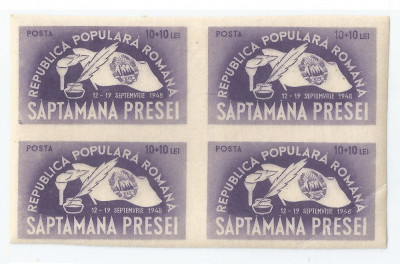 POSTA 10+10 LEI POSTA 10+10 LEI
REPUBLICA POPULARA ROMANA REPUBLICA POPULARA ROMANA
12-19 SEPTEMVRIE 1948 12-19 SEPTEMVRIE 1948
SAPTAMANA PRESEI SAPTAMANA PRESEI
POSTA 10+10 LEI POSTA 10+10 LEI
REPUBLICA POPULARA ROMANA REPUBLICA POPULARA ROMANA
12-19 SEPTEMVRIE 1948 12-19 SEPTEMVRIE 1948
SAPTAMANA PRESEI SAPTAMANA PRESEI